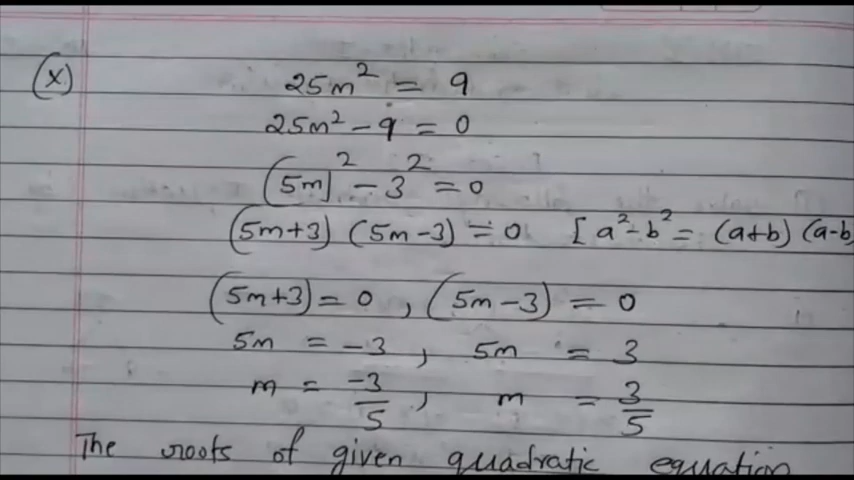 (x) 25m² = 9
25m² - 9 = 0
(5m)² - 3² = 0
(5m+3) (5m-3) = 0 [a² - b² = (a+b) (a-b
(5m+3) = 0 , (5m-3) = 0
5m = -3 , 5m = 3
m = -3/5 , m = 3/5
The roots of given quadratic equation